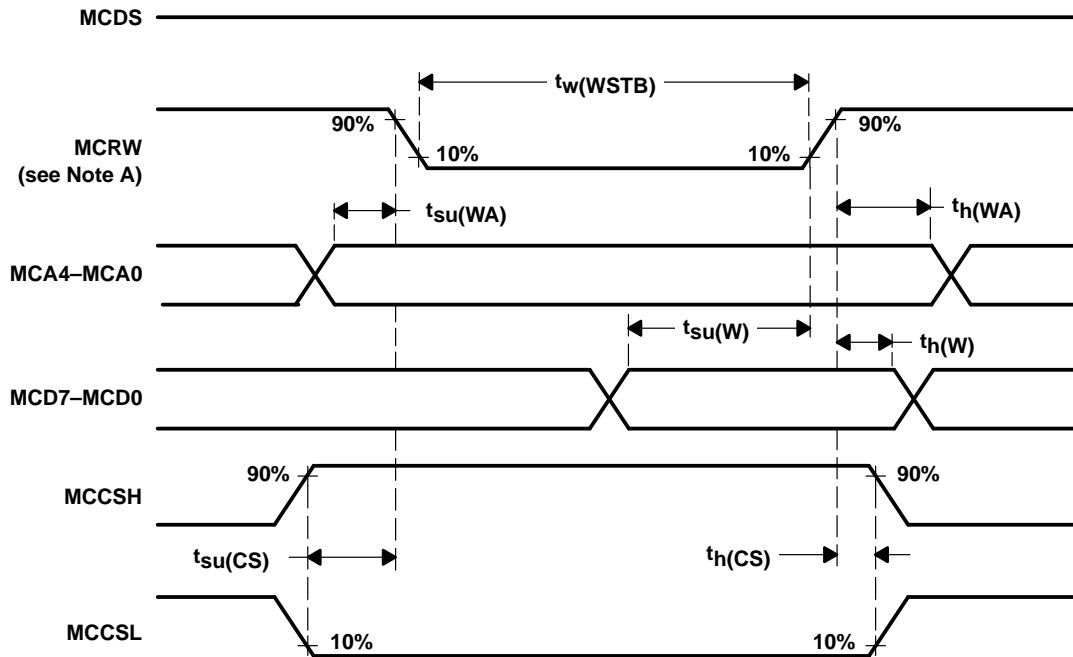 MCDS
tw(WSTB)
90%
90%
MCRW
(see Note A)
10%
10%
tsu(WA)
th(WA)
MCA4–MCA0
tsu(W)
th(W)
MCD7–MCD0
90%
90%
MCCSH
tsu(CS)
th(CS)
MCCSL
10%
10%